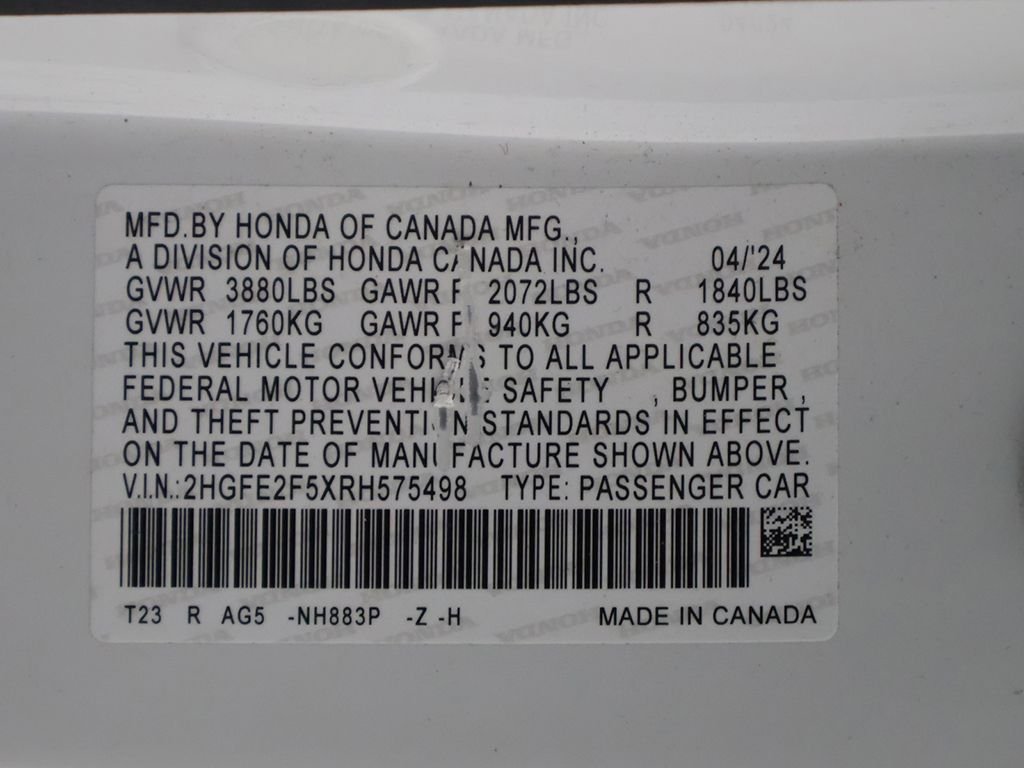 MFD.BY HONDA OF CANADA MFG.,
A DIVISION OF HONDA CANADA INC. 04/'24
GVWR 3880LBS GAWR F 2072LBS R 1840LBS
GVWR 1760KG GAWR F 940KG R 835KG
THIS VEHICLE CONFORMS TO ALL APPLICABLE
FEDERAL MOTOR VEHICLE SAFETY , BUMPER ,
AND THEFT PREVENTION STANDARDS IN EFFECT
ON THE DATE OF MANUFACTURE SHOWN ABOVE.
V.I.N.:2HGFE2F5XRH575498 TYPE: PASSENGER CAR
T23 R AG5 -NH883P -Z -H MADE IN CANADA